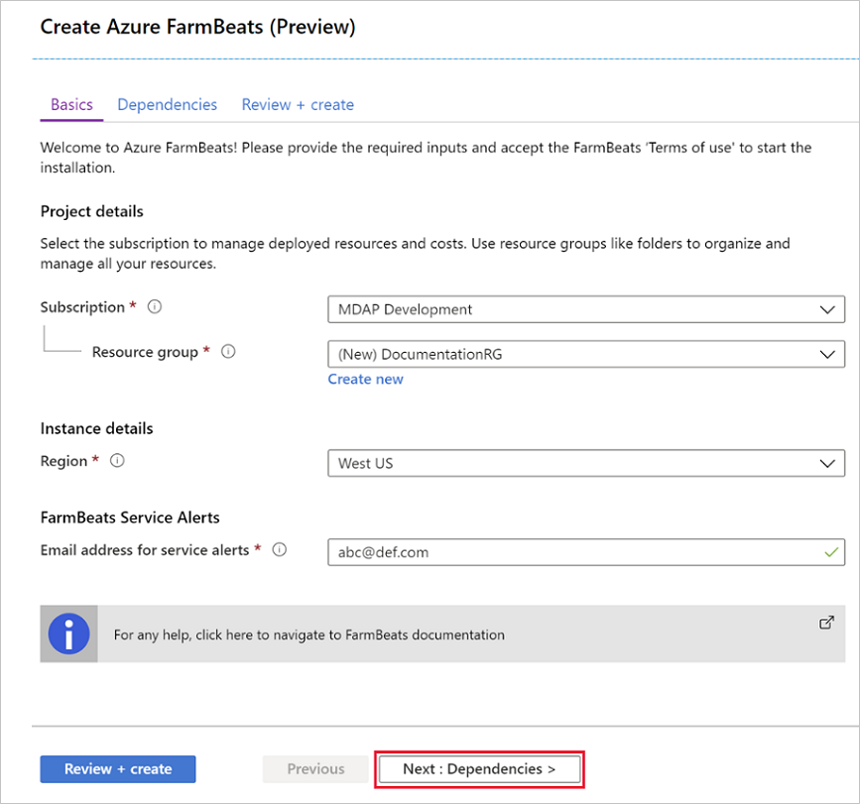 Create Azure FarmBeats (Preview)
Basics Dependencies Review + create
Welcome to Azure FarmBeats! Please provide the required inputs and accept the FarmBeats 'Terms of use' to start the
installation.
Project details
Select the subscription to manage deployed resources and costs. Use resource groups like folders to organize and
manage all your resources.
Subscription * MDAP Development
Resource group * (New) DocumentationRG
Create new
Instance details
Region * West US
FarmBeats Service Alerts
Email address for service alerts * abc@def.com
For any help, click here to navigate to FarmBeats documentation
Review + create Previous Next : Dependencies >